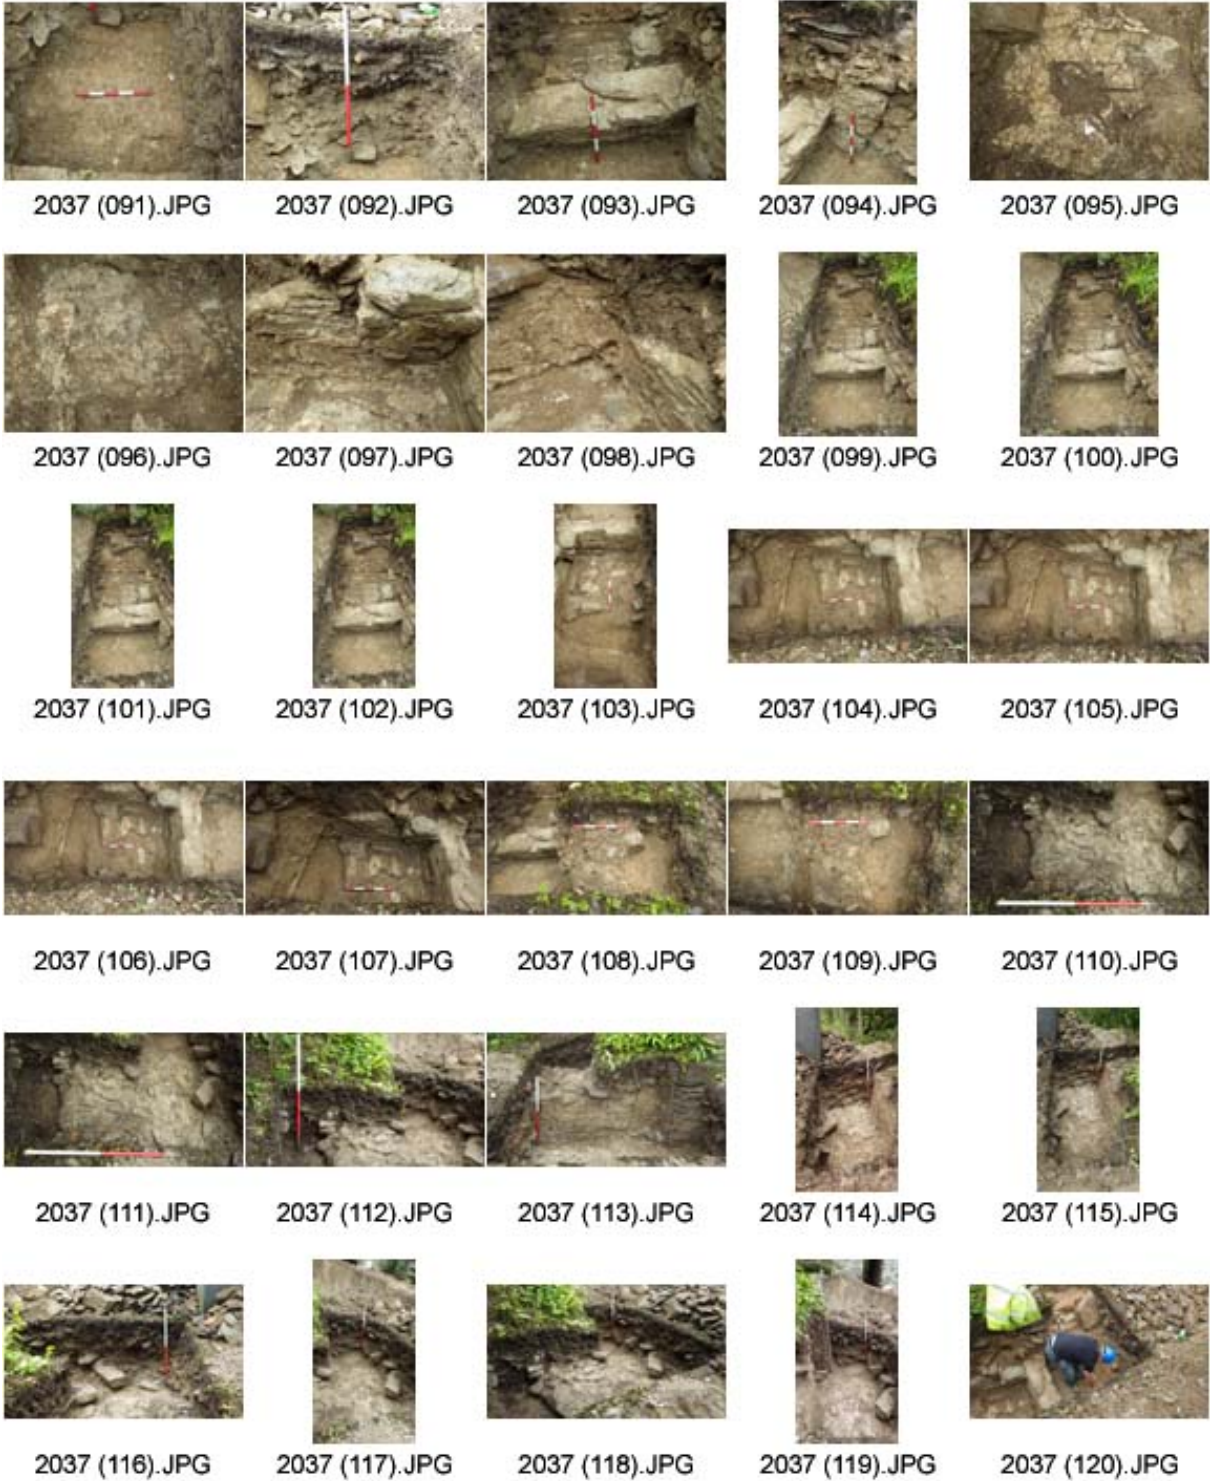 2037 (091).JPG 2037 (092).JPG 2037 (093).JPG 2037 (094).JPG 2037 (095).JPG
2037 (096).JPG 2037 (097).JPG 2037 (098).JPG 2037 (099).JPG 2037 (100).JPG
2037 (101).JPG 2037 (102).JPG 2037 (103).JPG 2037 (104).JPG 2037 (105).JPG
2037 (106).JPG 2037 (107).JPG 2037 (108).JPG 2037 (109).JPG 2037 (110).JPG
2037 (111).JPG 2037 (112).JPG 2037 (113).JPG 2037 (114).JPG 2037 (115).JPG
2037 (116).JPG 2037 (117).JPG 2037 (118).JPG 2037 (119).JPG 2037 (120).JPG